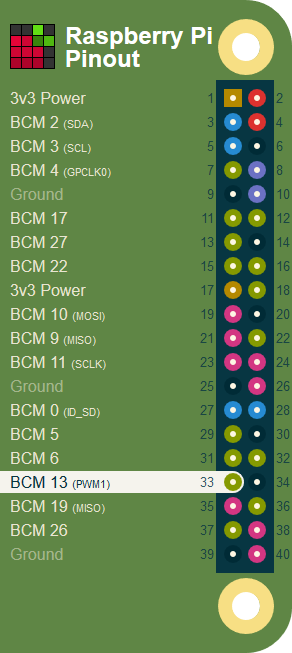 Raspberry Pi
Pinout
3v3 Power 1 2
BCM 2 (SDA) 3 4
BCM 3 (SCL) 5 6
BCM 4 (GPCLK0) 7 8
Ground 9 10
BCM 17 11 12
BCM 27 13 14
BCM 22 15 16
3v3 Power 17 18
BCM 10 (MOSI) 19 20
BCM 9 (MISO) 21 22
BCM 11 (SCLK) 23 24
Ground 25 26
BCM 0 (ID_SD) 27 28
BCM 5 29 30
BCM 6 31 32
BCM 13 (PWM1) 33 34
BCM 19 (MISO) 35 36
BCM 26 37 38
Ground 39 40